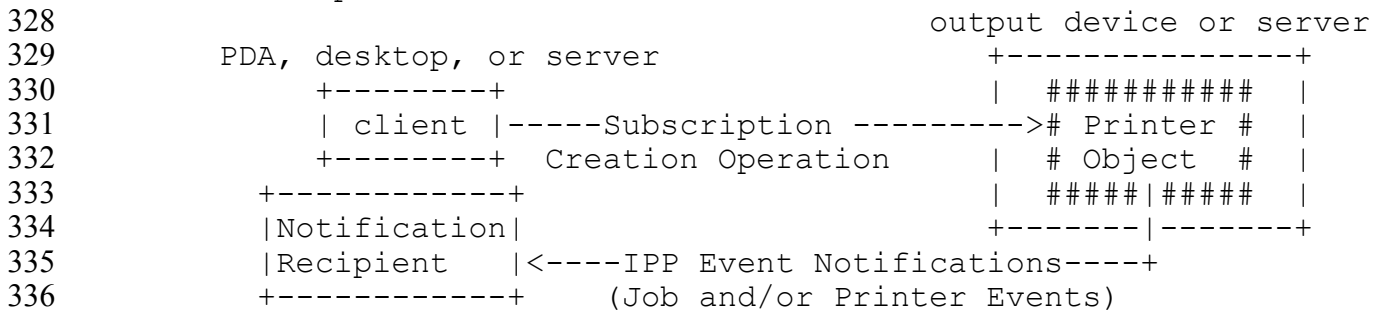 328 output device or server
329 PDA, desktop, or server +---------------+
330 +--------+ | ########### |
331 | client |-----Subscription ---------># Printer # |
332 +--------+ Creation Operation | # Object # |
333 +------------+ | #####|##### |
334 |Notification| +-------|-------+
335 |Recipient |<----IPP Event Notifications----+
336 +------------+ (Job and/or Printer Events)